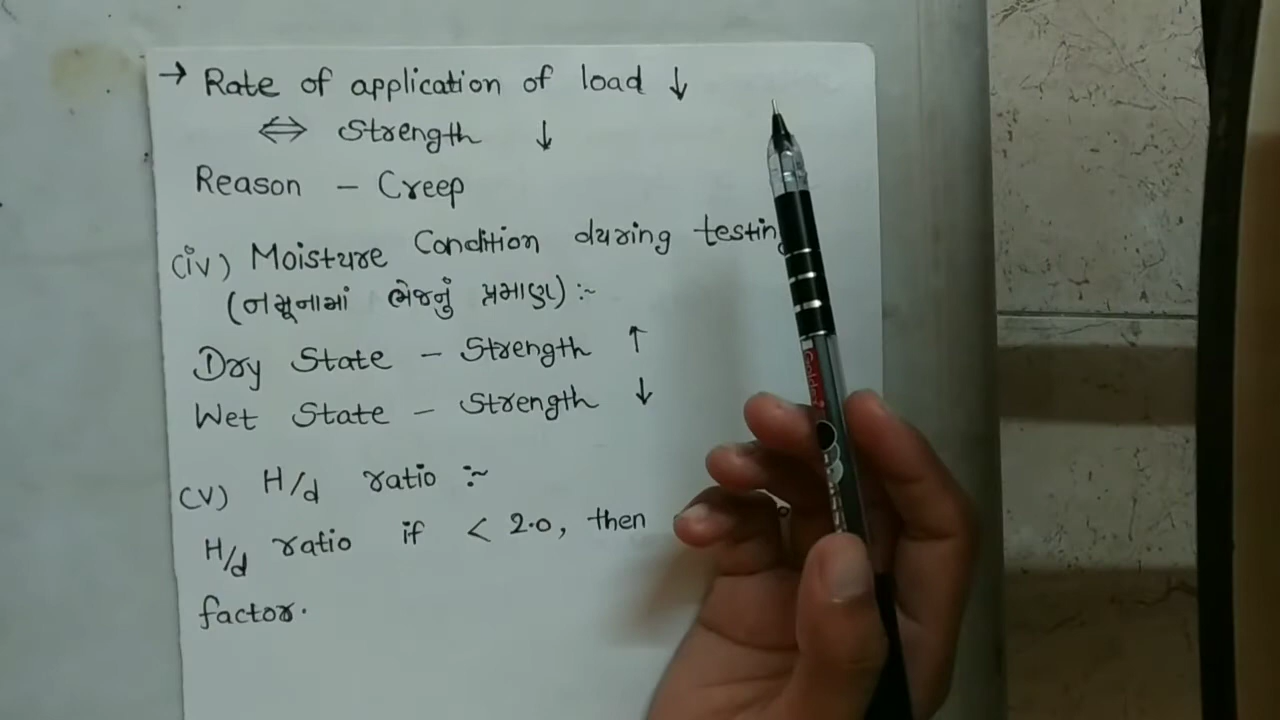 → Rate of application of load ↓
⇔ Strength ↓
Reason - Creep
(iv) Moisture Condition during testing
(નમૂનામાં ભેજનું પ્રમાણ) :-
Dry State - Strength ↑
Wet State - Strength ↓
(v) H/d ratio :-
H/d ratio if < 2.0, then
factor.